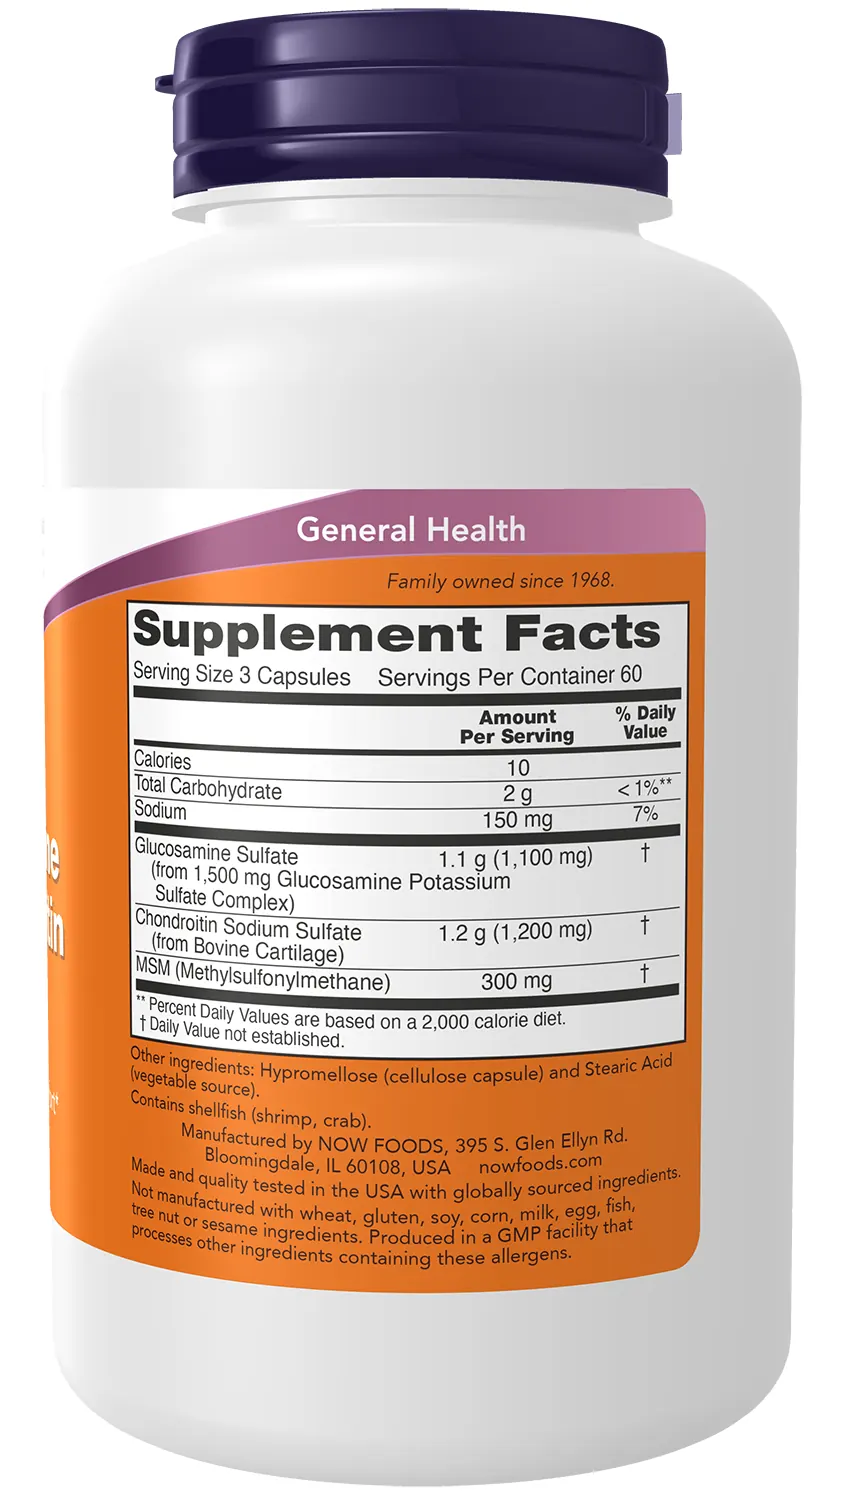 General Health
Family owned since 1968.
Supplement Facts
Serving Size 3 Capsules Servings Per Container 60
Amount Per Serving % Daily Value
Calories 10
Total Carbohydrate 2 g < 1%**
Sodium 150 mg 7%
Glucosamine Sulfate 1.1 g (1,100 mg) †
(from 1,500 mg Glucosamine Potassium
Sulfate Complex)
Chondroitin Sodium Sulfate 1.2 g (1,200 mg) †
(from Bovine Cartilage)
MSM (Methylsulfonylmethane) 300 mg †
** Percent Daily Values are based on a 2,000 calorie diet.
† Daily Value not established.
Other ingredients: Hypromellose (cellulose capsule) and Stearic Acid
(vegetable source).
Contains shellfish (shrimp, crab).
Manufactured by NOW FOODS, 395 S. Glen Ellyn Rd.
Bloomingdale, IL 60108, USA nowfoods.com
Made and quality tested in the USA with globally sourced ingredients.
Not manufactured with wheat, gluten, soy, corn, milk, egg, fish,
tree nut or sesame ingredients. Produced in a GMP facility that
processes other ingredients containing these allergens.